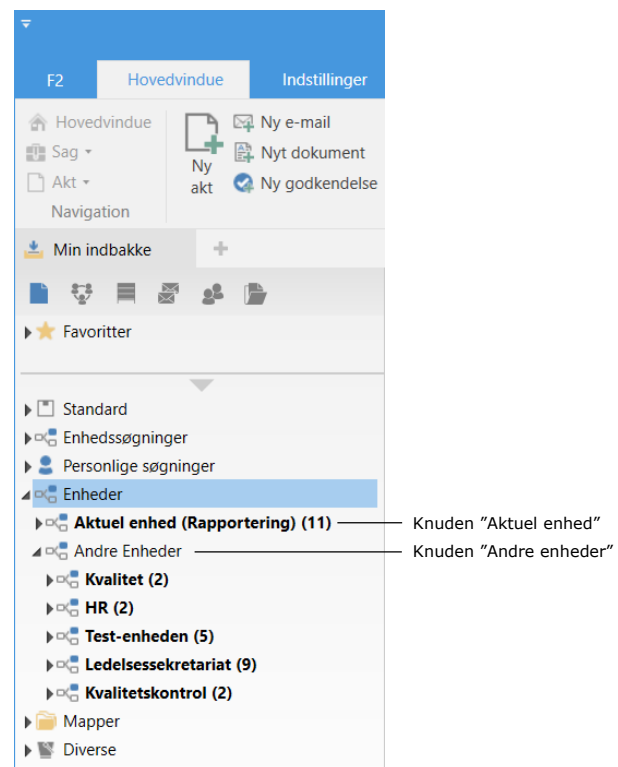 F2 Hovedvindue Indstillinger
Hovedvindue
Sag
Akt
Navigation
Ny
akt
Ny e-mail
Nyt dokument
Ny godkendelse
Min indbakke
Favoritter
Standard
Enhedssøgninger
Personlige søgninger
Enheder
Aktuel enhed (Rapportering) (11) Knuden ”Aktuel enhed”
Andre Enheder Knuden ”Andre enheder”
Kvalitet (2)
HR (2)
Test-enheden (5)
Ledelsessekretariat (9)
Kvalitetskontrol (2)
Mapper
Diverse